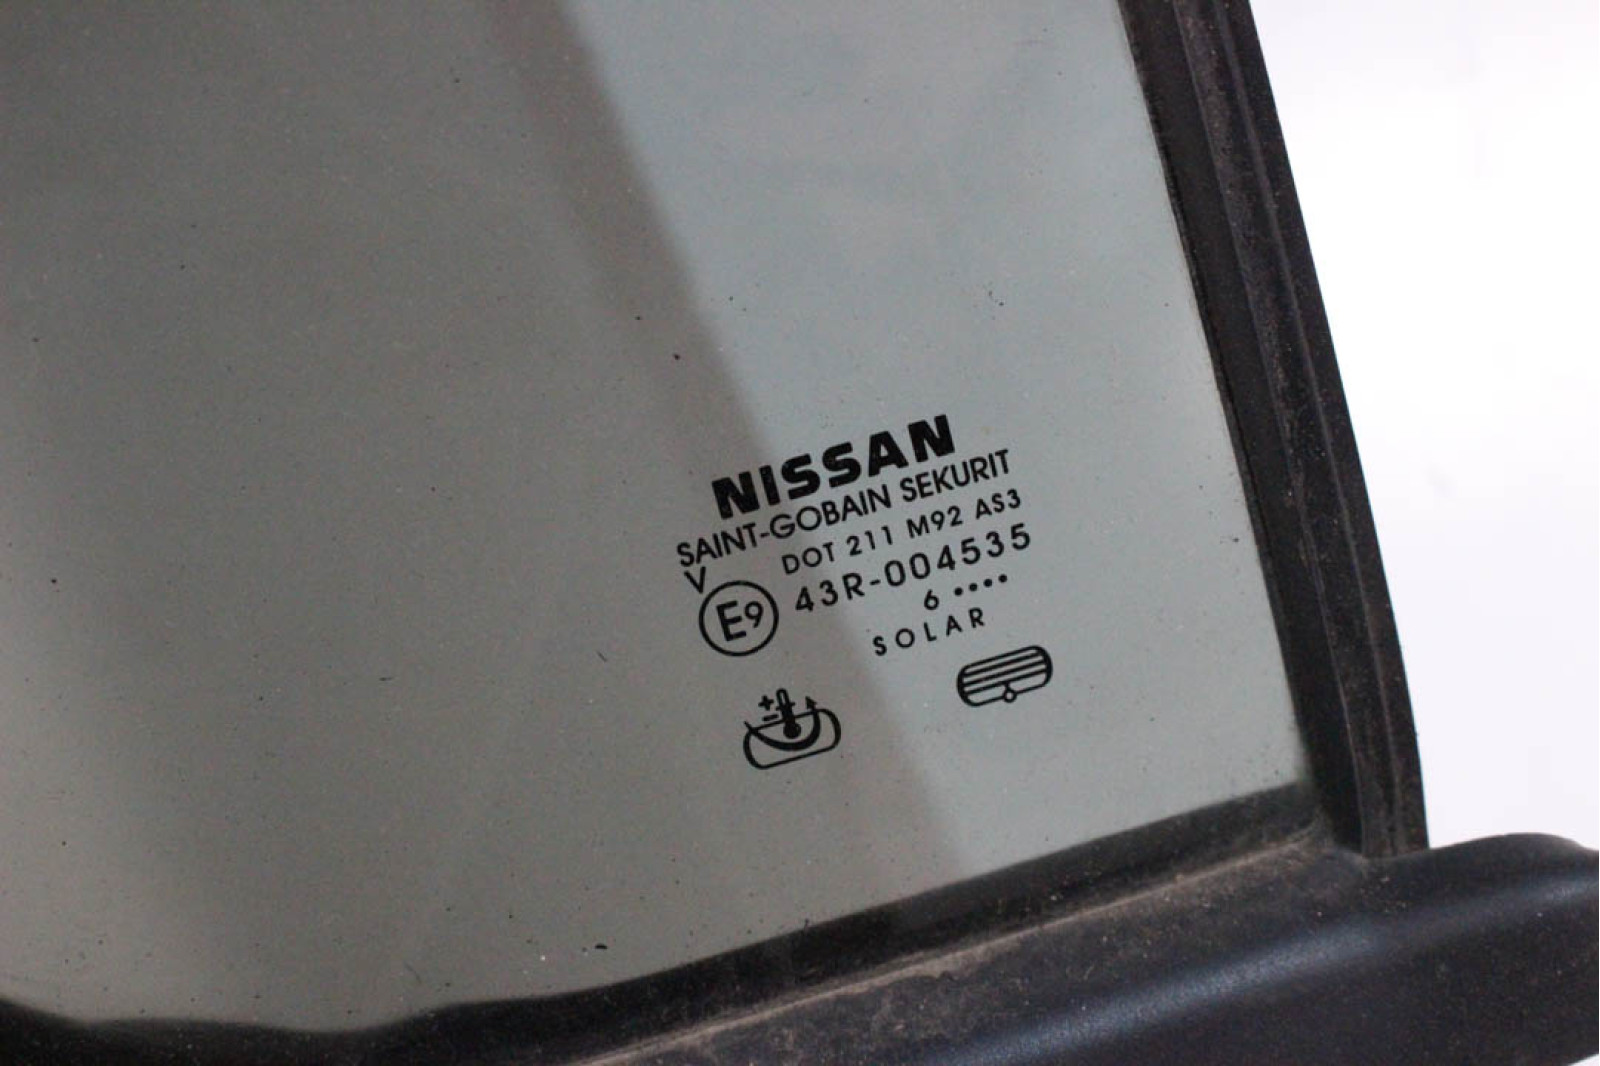 NISSAN
SAINT-GOBAIN SEKURIT
DOT 211 M92 AS3
V
E9 43R-004535
6 ••••
SOLAR